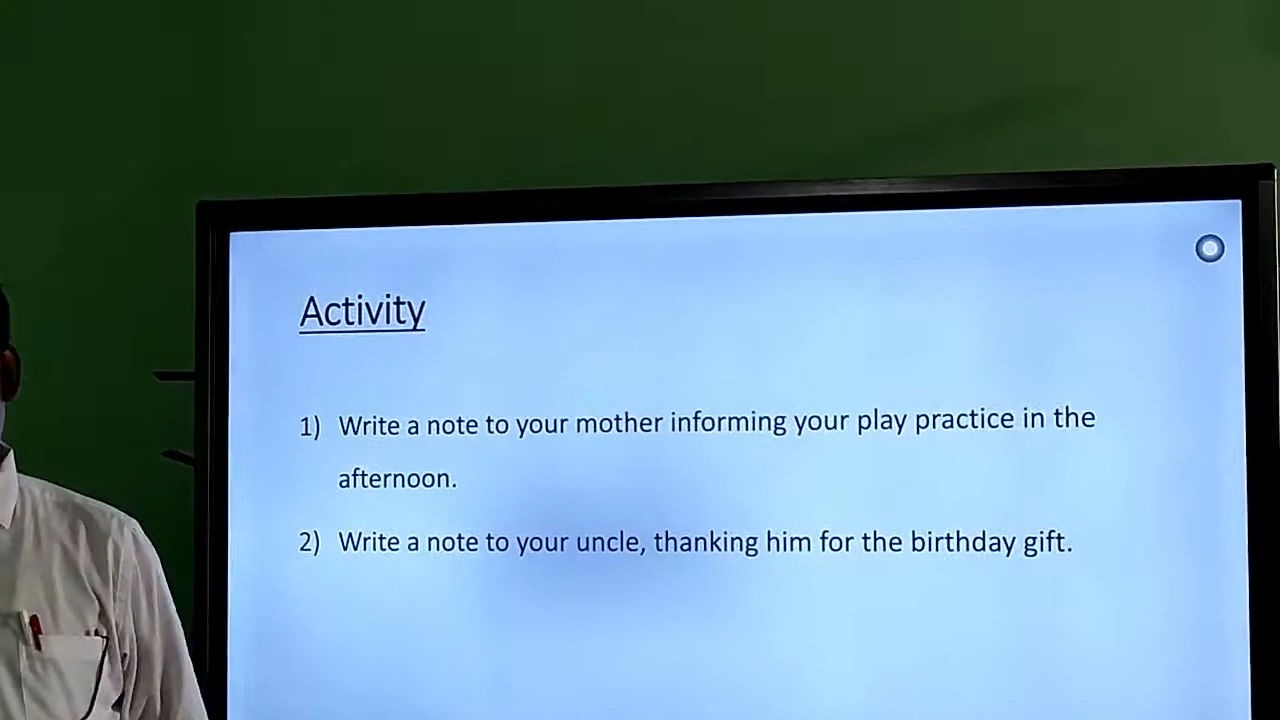 Activity
1) Write a note to your mother informing your play practice in the
afternoon.
2) Write a note to your uncle, thanking him for the birthday gift.